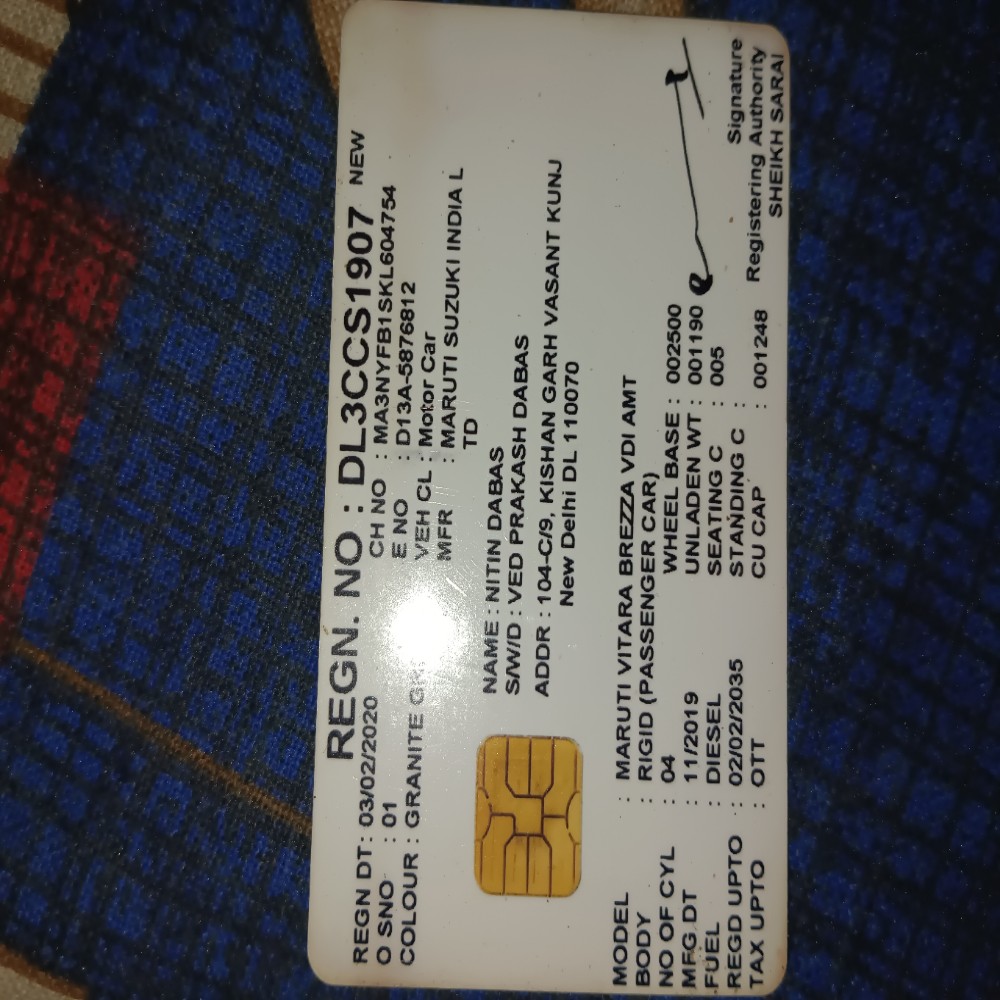 REGN. NO : DL3CCS1907 NEW
REGN DT : 03/02/2020 CH NO : MA3NYFB1SKL604754
O SNO : 01 E NO : D13A-5876812
COLOUR : GRANITE VEH CL : Motor Car
MFR : MARUTI SUZUKI INDIA L
TD
NAME : NITIN DABAS
S/W/D : VED PRAKASH DABAS
ADDR : 104-C/9, KISHAN GARH VASANT KUNJ
New Delhi DL 110070
MODEL : MARUTI VITARA BREZZA VDI AMT
BODY : RIGID (PASSENGER CAR)
NO OF CYL : 04 WHEEL BASE : 002500
MFG.DT : 11/2019 UNLADEN WT : 001190
FUEL : DIESEL SEATING C : 005
REGD UPTO : 02/02/2035 STANDING C :
TAX UPTO : OTT CU CAP : 001248
Signature
Registering Authority
SHEIKH SARAI